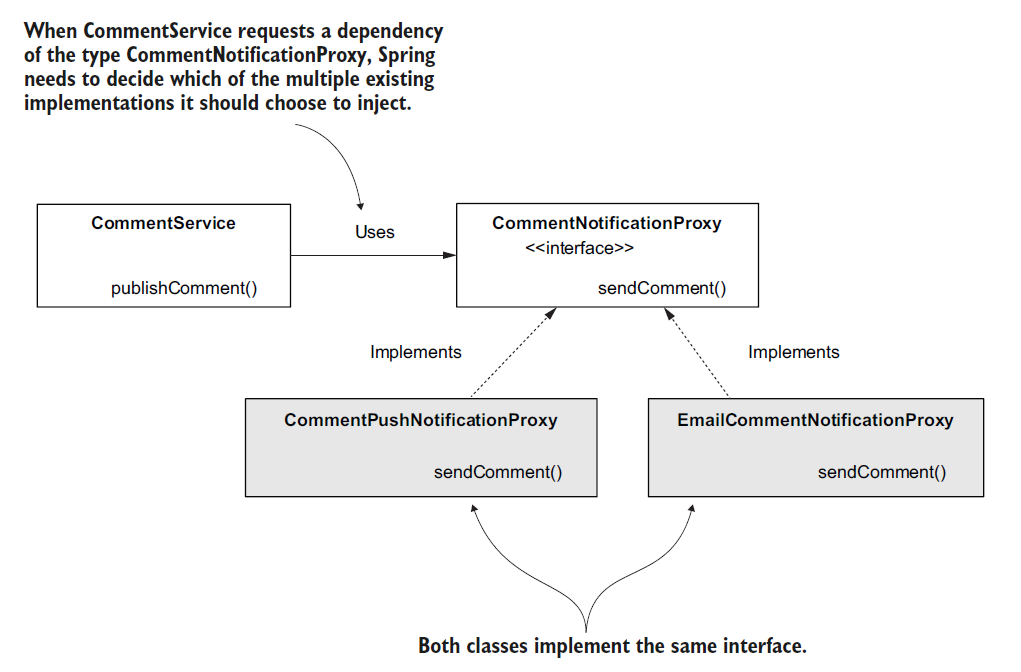 When CommentService requests a dependency
of the type CommentNotificationProxy, Spring
needs to decide which of the multiple existing
implementations it should choose to inject.
CommentService
publishComment()
Uses
CommentNotificationProxy
<<interface>>
sendComment()
Implements
Implements
CommentPushNotificationProxy
sendComment()
EmailCommentNotificationProxy
sendComment()
Both classes implement the same interface.